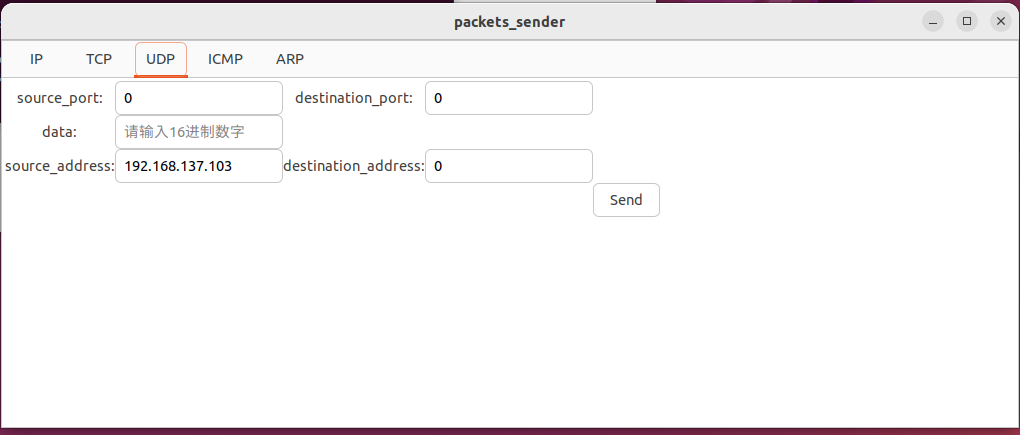 packets_sender
IP TCP UDP ICMP ARP
source_port: 0 destination_port: 0
data: 请输入16进制数字
source_address: 192.168.137.103 destination_address: 0
Send